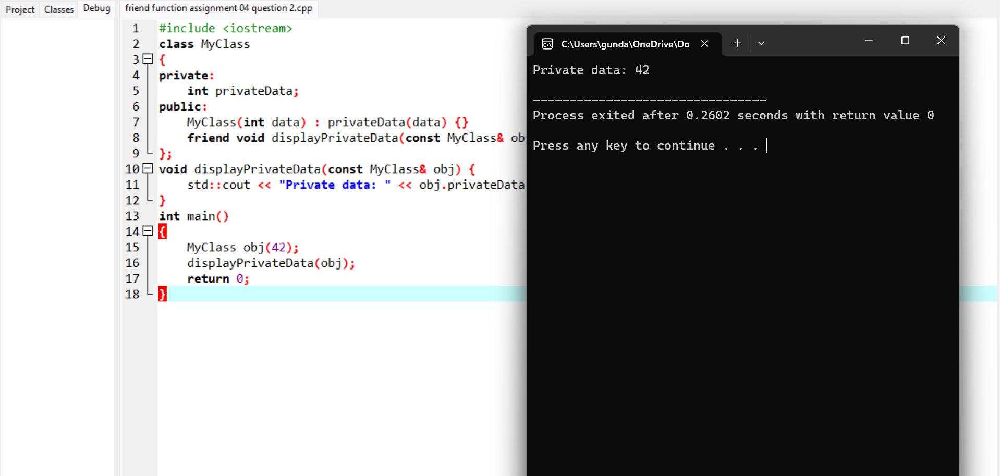 Project Classes Debug
friend function assignment 04 question 2.cpp
1 #include <iostream>
2 class MyClass
3 {
4 private:
5     int privateData;
6 public:
7     MyClass(int data) : privateData(data) {}
8     friend void displayPrivateData(const MyClass& ob
9 };
10 void displayPrivateData(const MyClass& obj) {
11     std::cout << "Private data: " << obj.privateData
12 }
13 int main()
14 {
15     MyClass obj(42);
16     displayPrivateData(obj);
17     return 0;
18 }
C:\Users\gunda\OneDrive\Do
Private data: 42
--------------------------------
Process exited after 0.2602 seconds with return value 0
Press any key to continue . . .